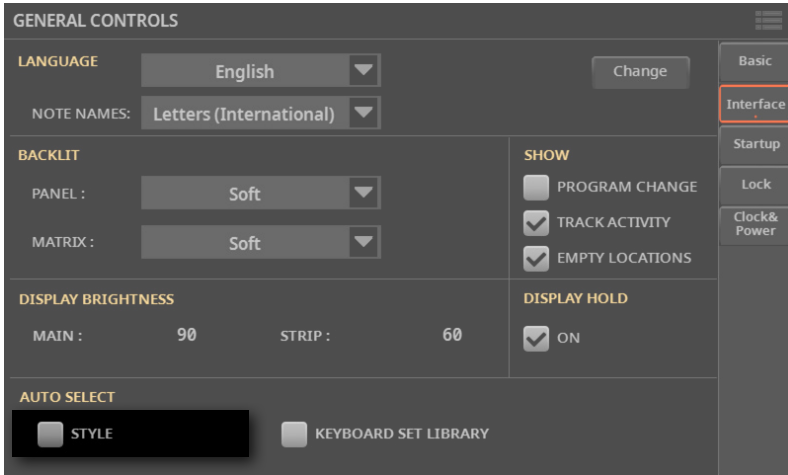 GENERAL CONTROLS
LANGUAGE
English
Change
NOTE NAMES:
Letters (International)
Basic
Interface
Startup
Lock
Clock&
Power
BACKLIT
PANEL :
Soft
MATRIX :
Soft
SHOW
PROGRAM CHANGE
TRACK ACTIVITY
EMPTY LOCATIONS
DISPLAY BRIGHTNESS
MAIN :
90
STRIP :
60
DISPLAY HOLD
ON
AUTO SELECT
STYLE
KEYBOARD SET LIBRARY